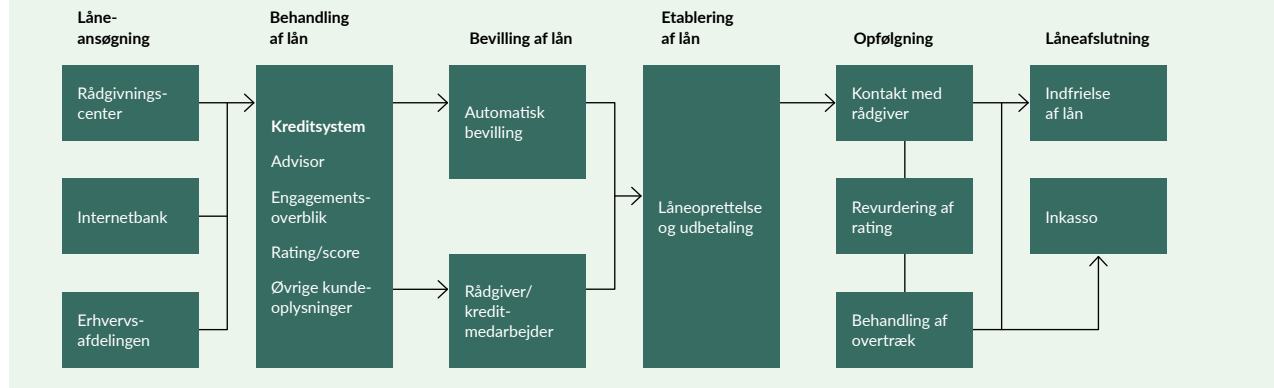 Låne-
ansøgning
Behandling
af lån
Bevilling af lån
Etablering
af lån
Opfølgning
Låneafslutning
Rådgivnings-
center
Internetbank
Erhvervs-
afdelingen
Kreditsystem
Advisor
Engagements-
overblik
Rating/score
Øvrige kunde-
oplysninger
Automatisk
bevilling
Rådgiver/
kredit-
medarbejder
Låneoprettelse
og udbetaling
Kontakt med
rådgiver
Revurdering af
rating
Behandling af
overtræk
Indfrielse
af lån
Inkasso